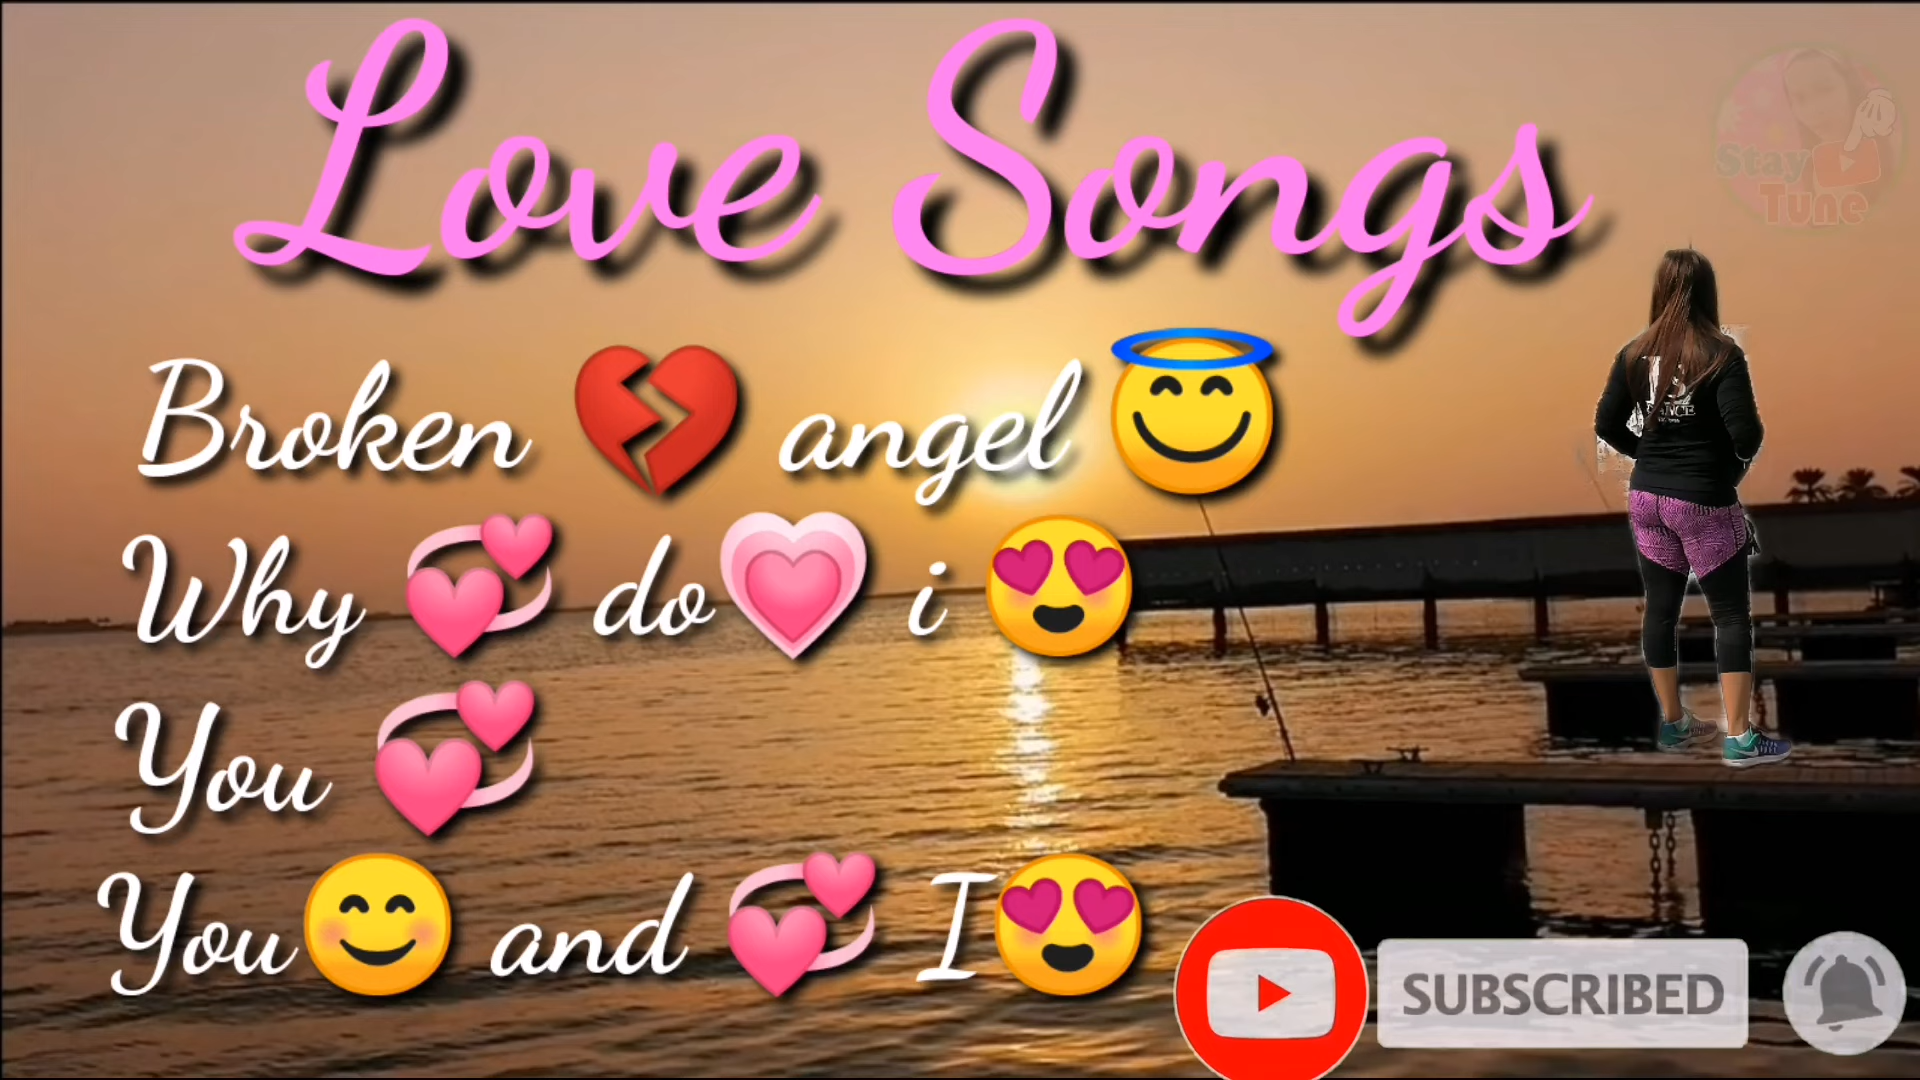 Love Songs
Stay
Tune
Broken 💔 angel 😇
Why 💞 do 💗 i 😍
You 💞
You 😊 and 💞 I 😍
SUBSCRIBED